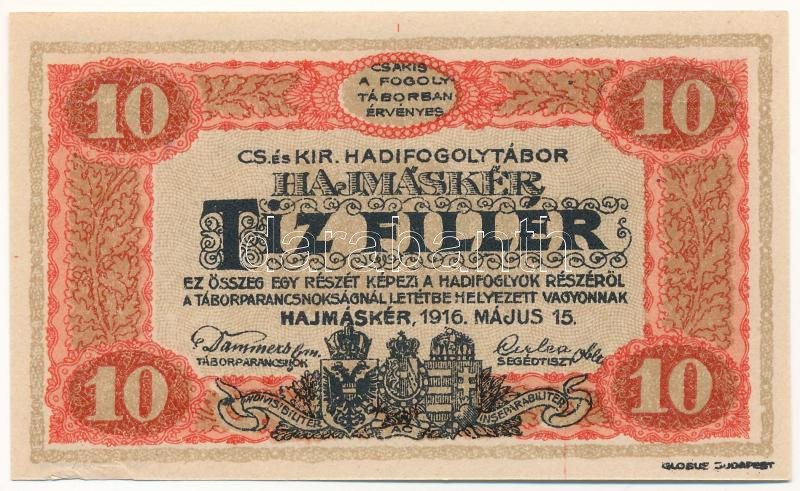 10
10
CSAKIS
A FOGOLY-
TÁBORBAN
ÉRVÉNYES
CS. és KIR. HADIFOGOLYTÁBOR
HAJMÁSKÉR
TÍZ FILLÉR
darabanth
EZ ÖSSZEG EGY RÉSZÉT KÉPEZI A HADIFOGLYOK RÉSZÉRŐL
A TÁBORPARANCSNOKSÁGNÁL LETÉTBE HELYEZETT VAGYONNAK
HAJMÁSKÉR, 1916. MÁJUS 15.
TÁBORPARANCSNOK
SEGÉDTISZT
10
10
INDIVISIBILITER
AC
INSEPARABILITER
GLOBUS BUDAPEST